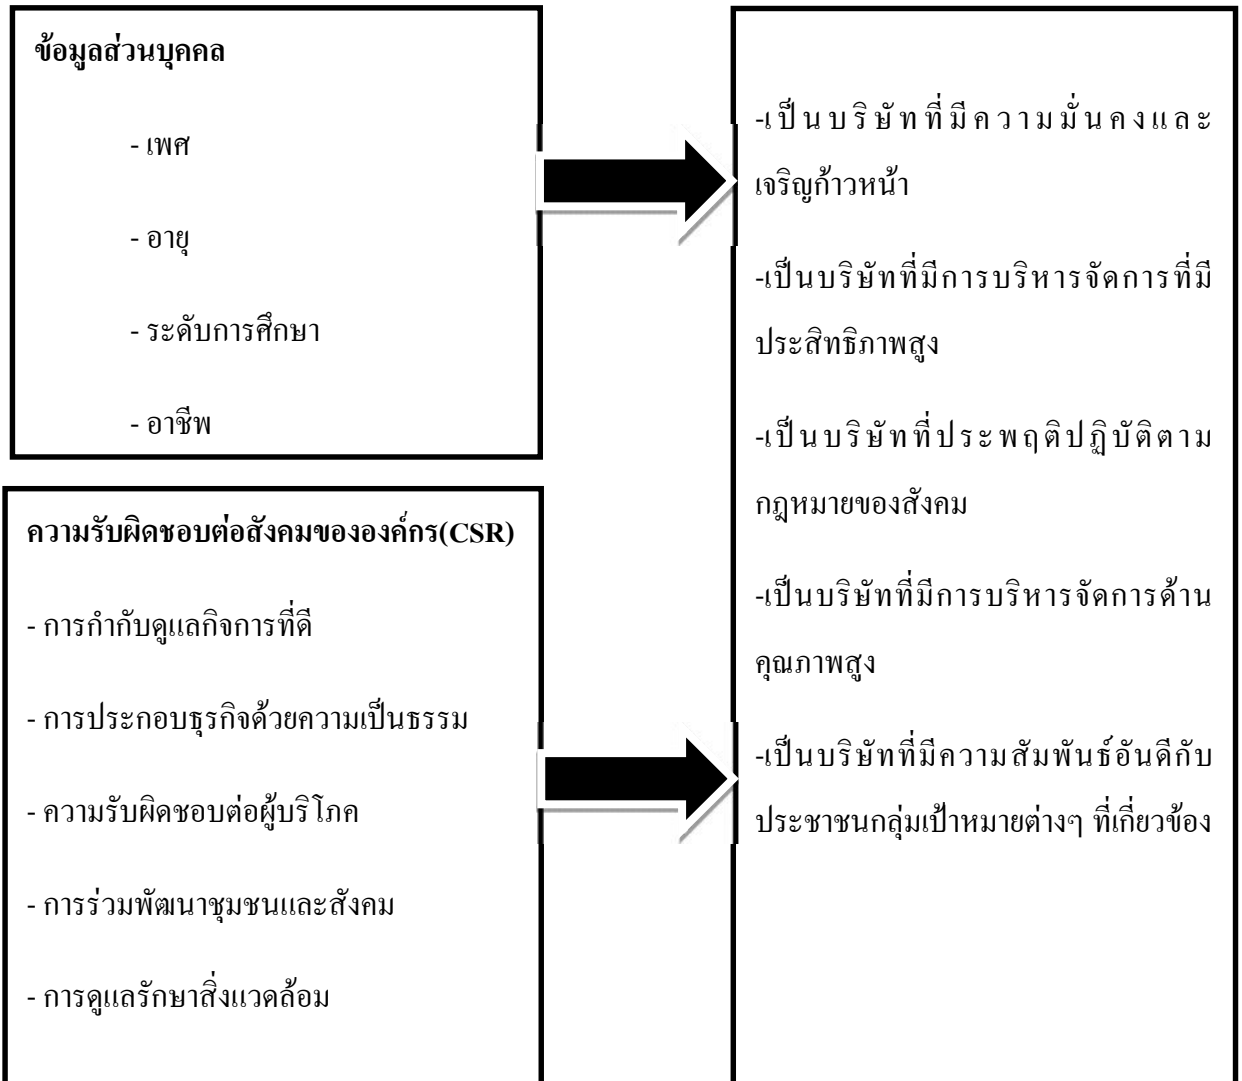 ข้อมูลส่วนบุคคล
- เพศ
- อายุ
- ระดับการศึกษา
- อาชีพ
ความรับผิดชอบต่อสังคมขององค์กร(CSR)
- การกำกับดูแลกิจการที่ดี
- การประกอบธุรกิจด้วยความเป็นธรรม
- ความรับผิดชอบต่อผู้บริโภค
- การร่วมพัฒนาชุมชนและสังคม
- การดูแลรักษาสิ่งแวดล้อม
-เป็นบริษัทที่มีความมั่นคงและ
เจริญก้าวหน้า
-เป็นบริษัทที่มีการบริหารจัดการที่มี
ประสิทธิภาพสูง
-เป็นบริษัทที่ประพฤติปฏิบัติตาม
กฎหมายของสังคม
-เป็นบริษัทที่มีการบริหารจัดการด้าน
คุณภาพสูง
-เป็นบริษัทที่มีความสัมพันธ์อันดีกับ
ประชาชนกลุ่มเป้าหมายต่างๆ ที่เกี่ยวข้อง